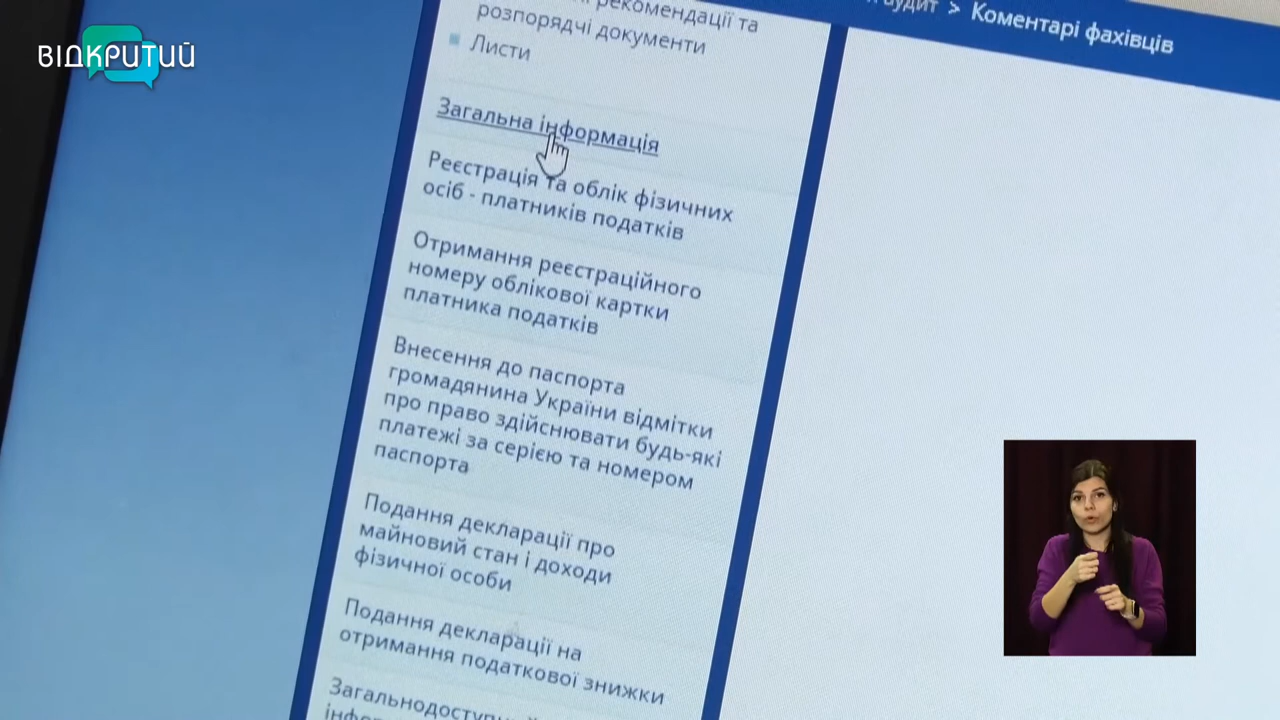 ВІДКРИТИЙ
рекомендації та
розпорядчі документи
Листи
Загальна інформація
Реєстрація та облік фізичних
осіб - платників податків
Отримання реєстраційного
номеру облікової картки
платника податків
Внесення до паспорта
громадянина України відмітки
про право здійснювати будь-які
платежі за серією та номером
паспорта
Подання декларації про
майновий стан і доходи
фізичної особи
Подання декларації на
отримання податкової знижки
аудит > Коментарі фахівців